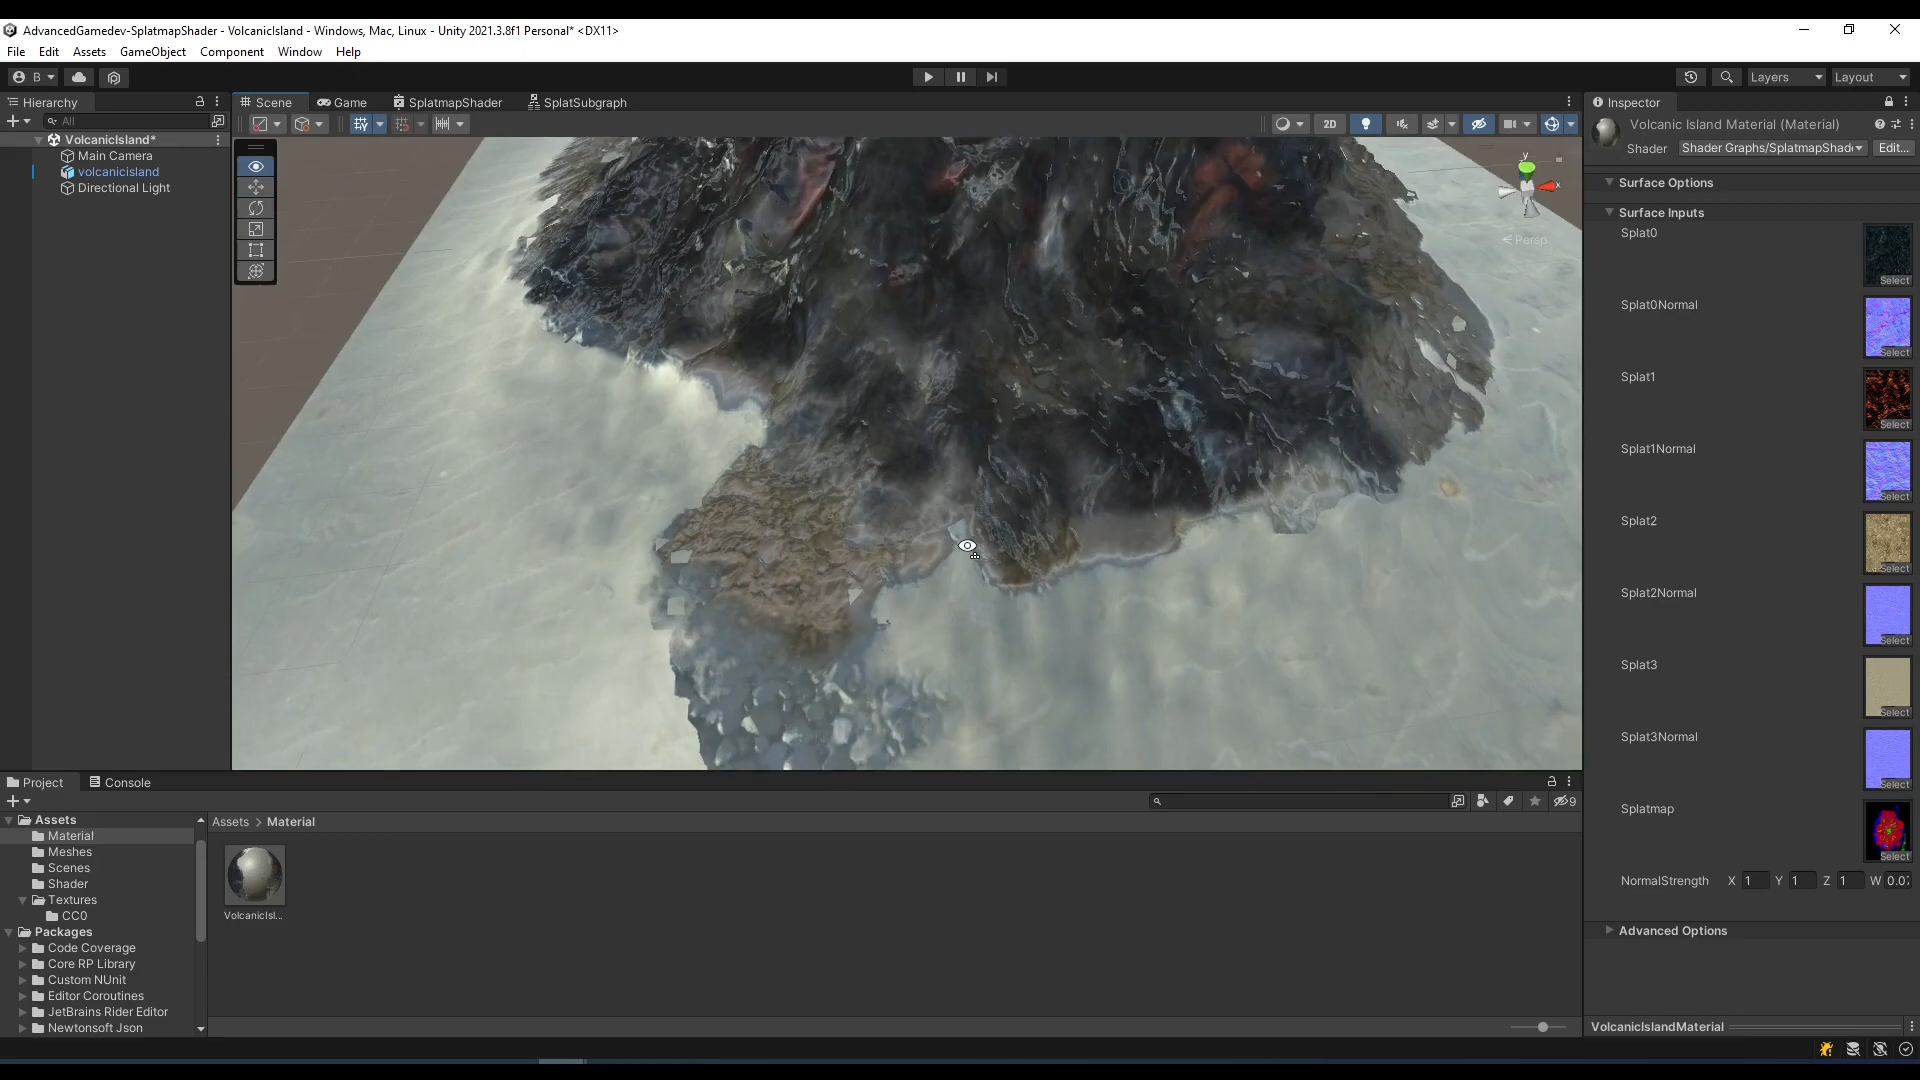 AdvancedGamedev-SplatmapShader - VolcanicIsland - Windows, Mac, Linux - Unity 2021.3.8f1 Personal* <DX11>
File Edit Assets GameObject Component Window Help
B Layers Layout
Hierarchy
All
VolcanicIsland*
Main Camera
volcanicisland
Directional Light
Scene Game SplatmapShader SplatSubgraph
2D
y
x
Persp
Inspector
Volcanic Island Material (Material)
Shader Shader Graphs/SplatmapShad Edit...
Surface Options
Surface Inputs
Splat0
Select
Splat0Normal
Select
Splat1
Select
Splat1Normal
Select
Splat2
Select
Splat2Normal
Select
Splat3
Select
Splat3Normal
Select
Splatmap
Select
NormalStrength X 1 Y 1 Z 1 W 0.07
Advanced Options
VolcanicIslandMaterial
Project Console
9
Assets
Material
Meshes
Scenes
Shader
Textures
CC0
Packages
Code Coverage
Core RP Library
Custom NUnit
Editor Coroutines
JetBrains Rider Editor
Newtonsoft Json
Assets > Material
VolcanicIsl...